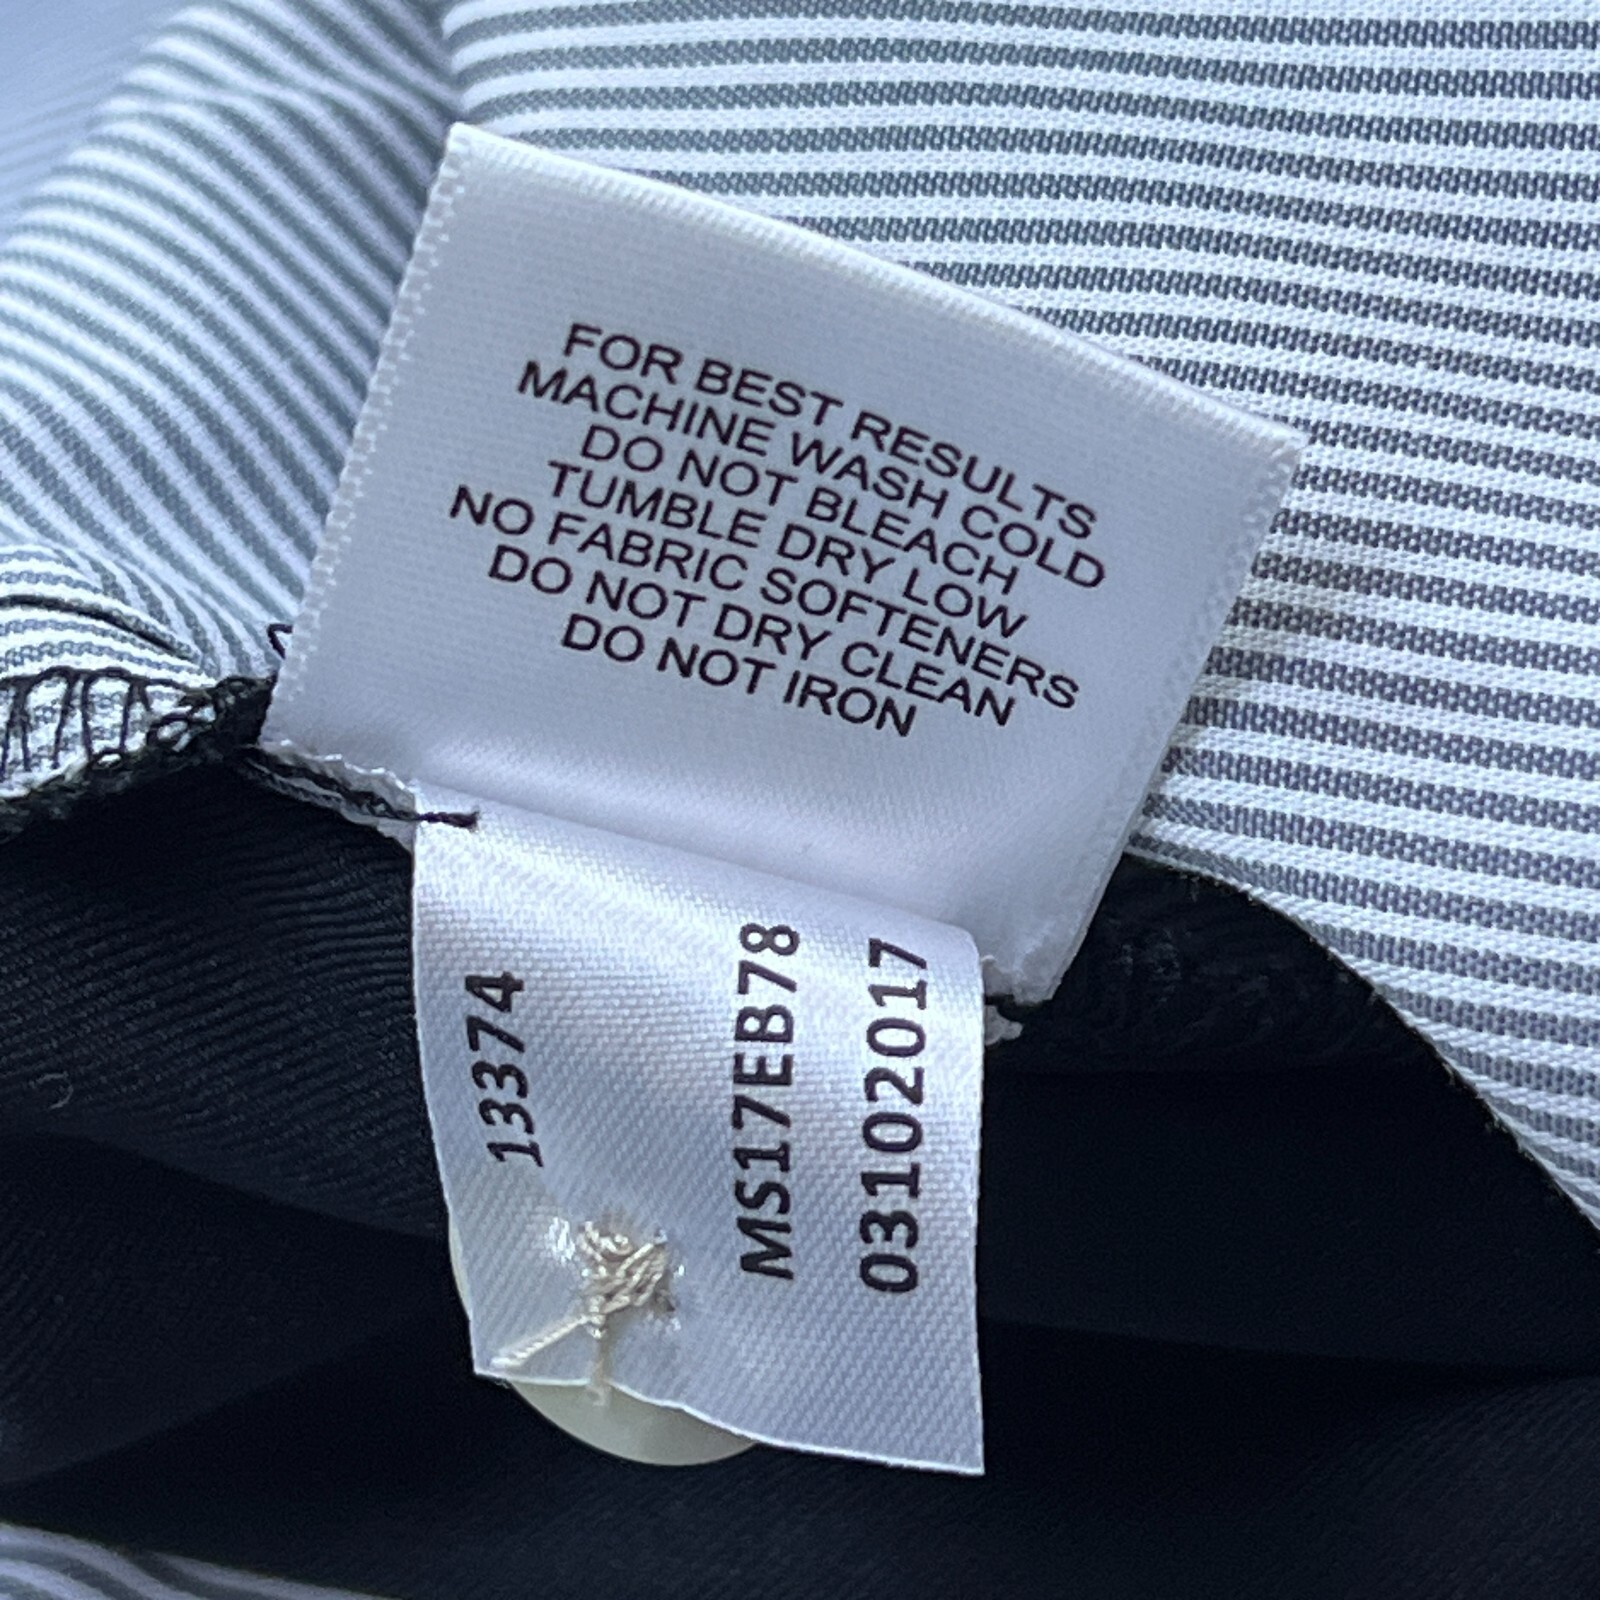 FOR BEST RESULTS
MACHINE WASH COLD
DO NOT BLEACH
TUMBLE DRY LOW
NO FABRIC SOFTENERS
DO NOT DRY CLEAN
DO NOT IRON
13374
MS17EB78
03102017